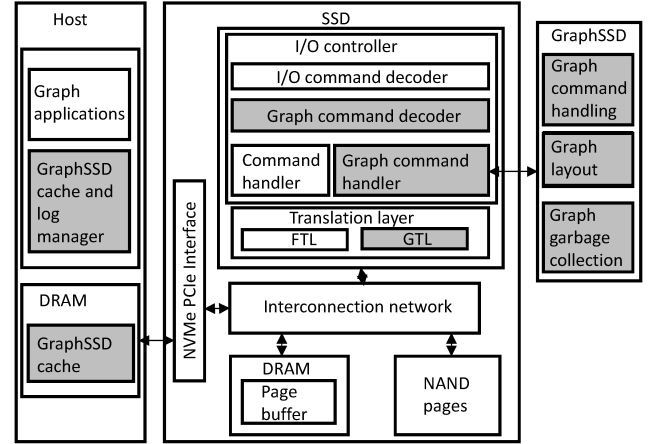 Host
Graph
applications
GraphSSD
cache and
log
manager
DRAM
GraphSSD
cache
SSD
I/O controller
I/O command decoder
Graph command decoder
Command
handler
Graph command
handler
Translation layer
FTL
GTL
NVMe PCIe Interface
Interconnection network
DRAM
Page
buffer
NAND
pages
GraphSSD
Graph
command
handling
Graph
layout
Graph
garbage
collection